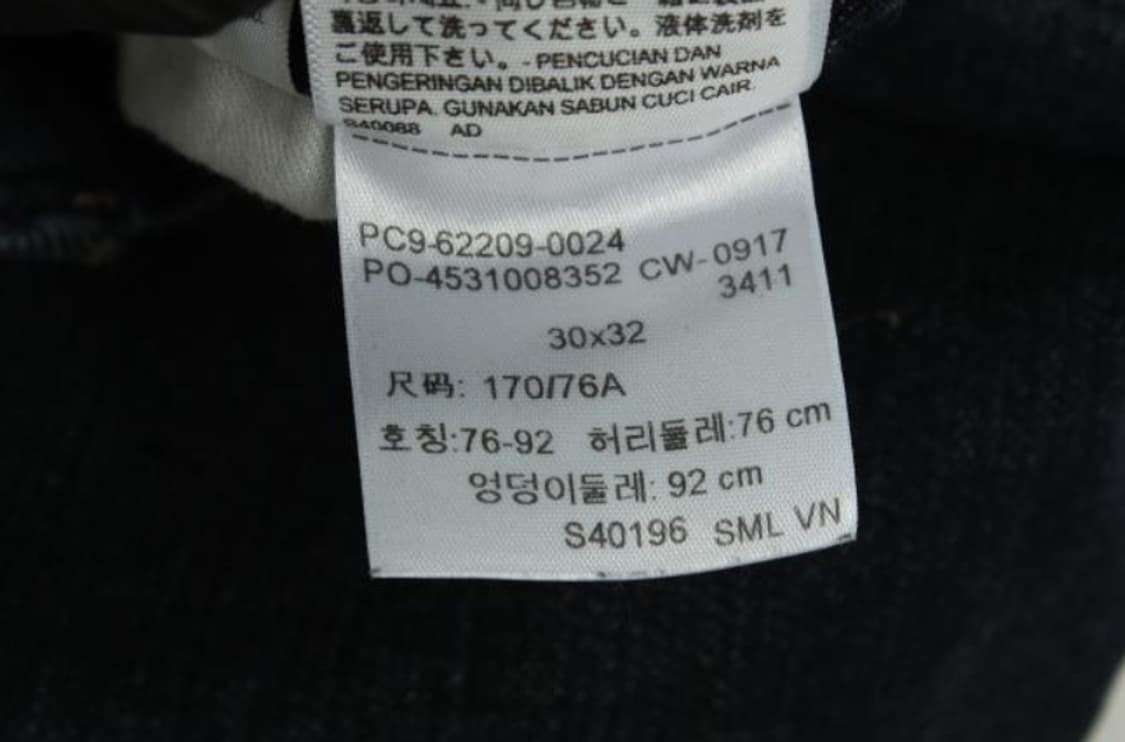 裏返して洗ってください。液体洗剤を
ご使用下さい。- PENCUCIAN DAN
PENGERINGAN DIBALIK DENGAN WARNA
SERUPA. GUNAKAN SABUN CUCI CAIR.
S40088 AD
PC9-62209-0024
PO-4531008352 CW-0917
3411
30x32
尺码: 170/76A
호칭:76-92 허리둘레:76 cm
엉덩이둘레: 92 cm
S40196 SML VN